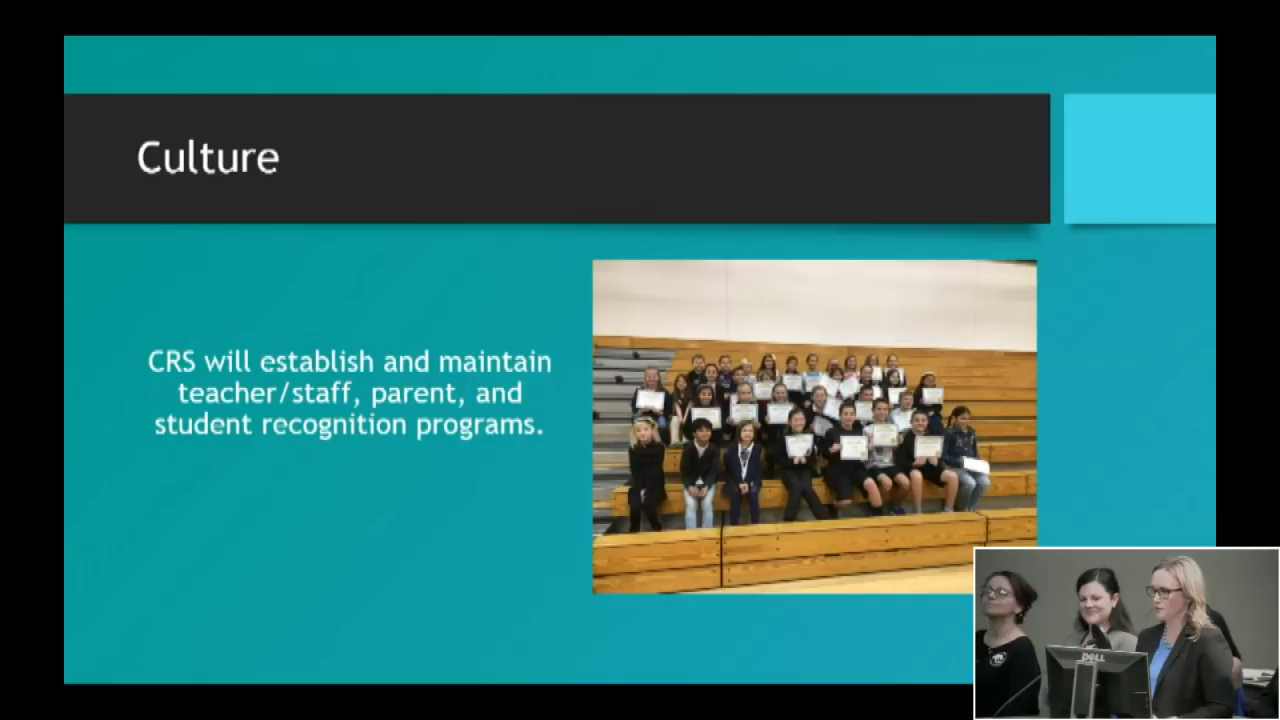 Culture
CRS will establish and maintain
teacher/staff, parent, and
student recognition programs.
DELL